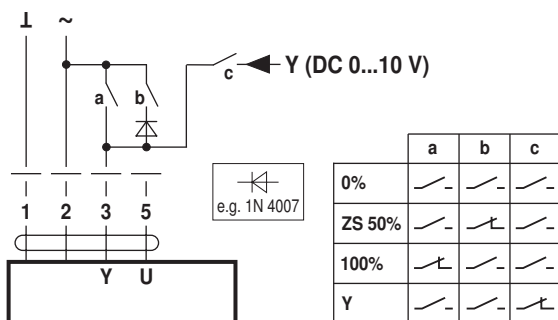 ⊥ ~
a b c Y (DC 0...10 V)
1 2 3 5
Y U
e.g. 1N 4007
a b c
0%
ZS 50%
100%
Y